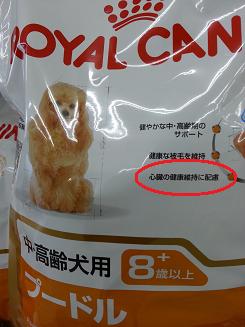 ROYAL CAN
健やかな中・高齢期の
サポート
健康な被毛を維持
心臓の健康維持に配慮
中・高齢犬用
8+
歳以上
プードル